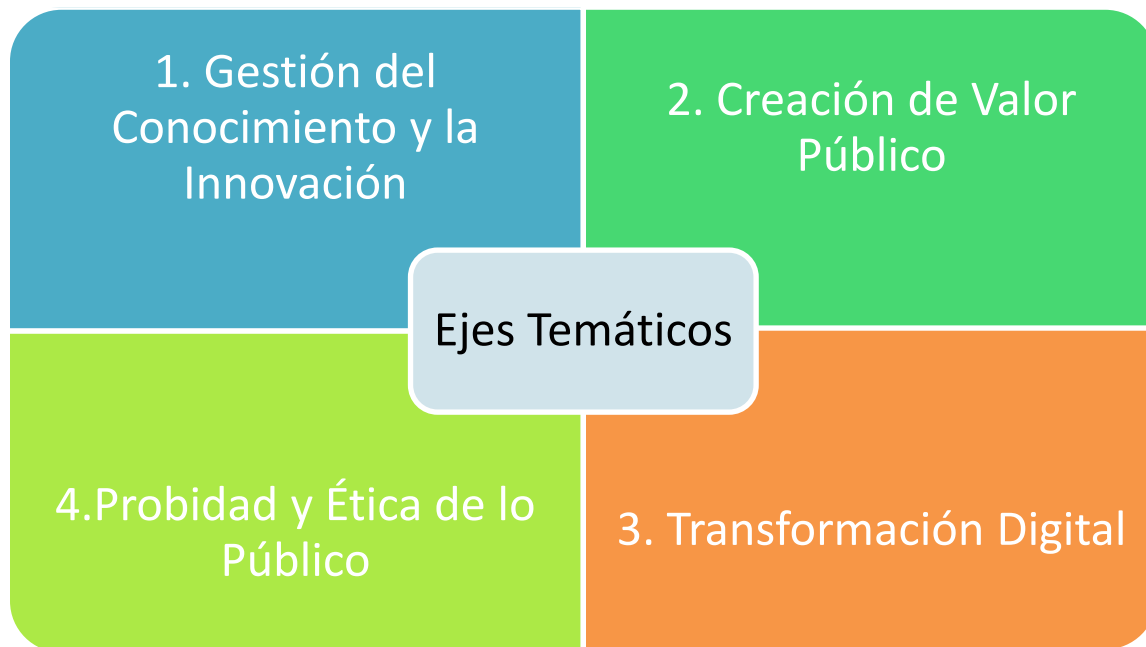 1. Gestión del
Conocimiento y la
Innovación
2. Creación de Valor
Público
Ejes Temáticos
4.Probidad y Ética de lo
Público
3. Transformación Digital